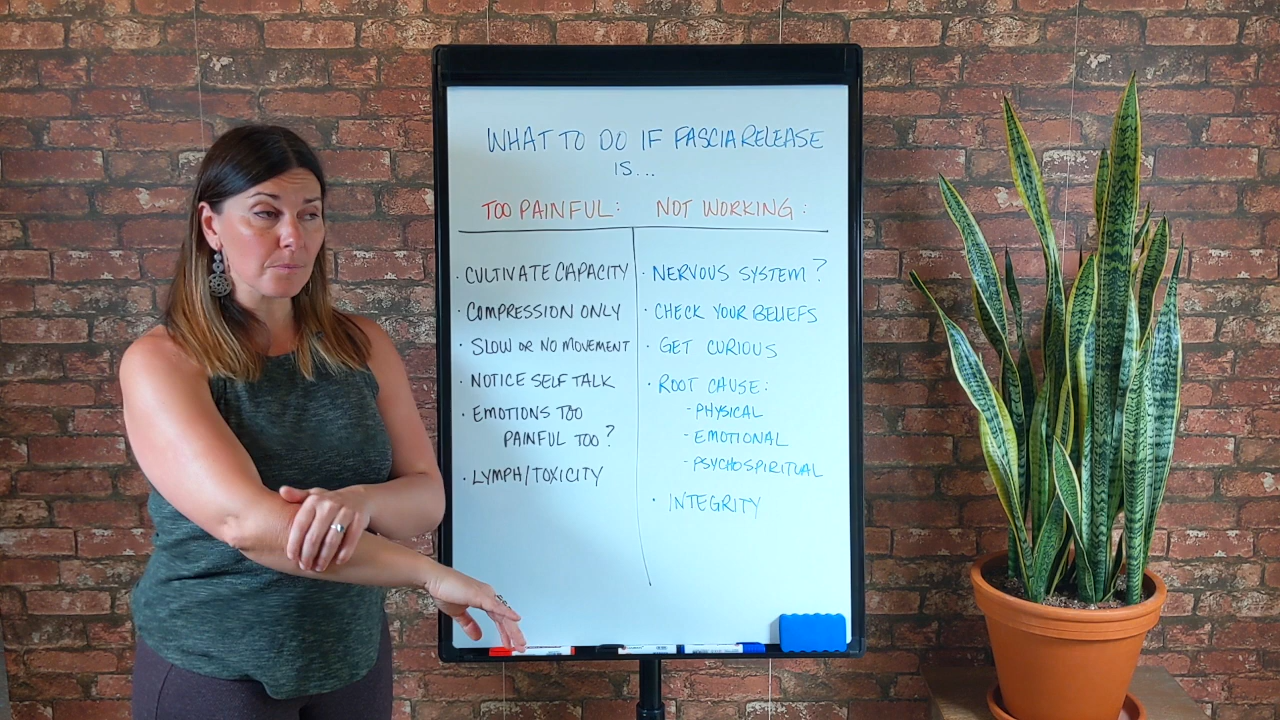 WHAT TO DO IF FASCIA RELEASE
IS...
TOO PAINFUL:
· CULTIVATE CAPACITY
· COMPRESSION ONLY
· SLOW OR NO MOVEMENT
· NOTICE SELF TALK
· EMOTIONS TOO
PAINFUL TOO?
· LYMPH/TOXICITY
NOT WORKING:
· NERVOUS SYSTEM?
· CHECK YOUR BELIEFS
· GET CURIOUS
· ROOT CAUSE:
- PHYSICAL
- EMOTIONAL
- PSYCHOSPIRITUAL
· INTEGRITY